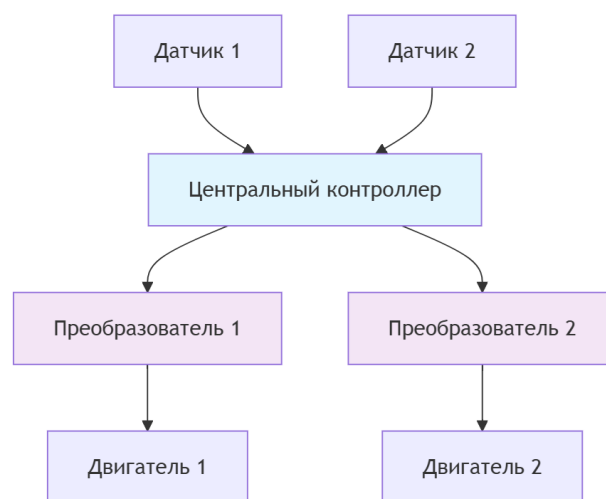 Датчик 1
Датчик 2
Центральный контроллер
Преобразователь 1
Преобразователь 2
Двигатель 1
Двигатель 2